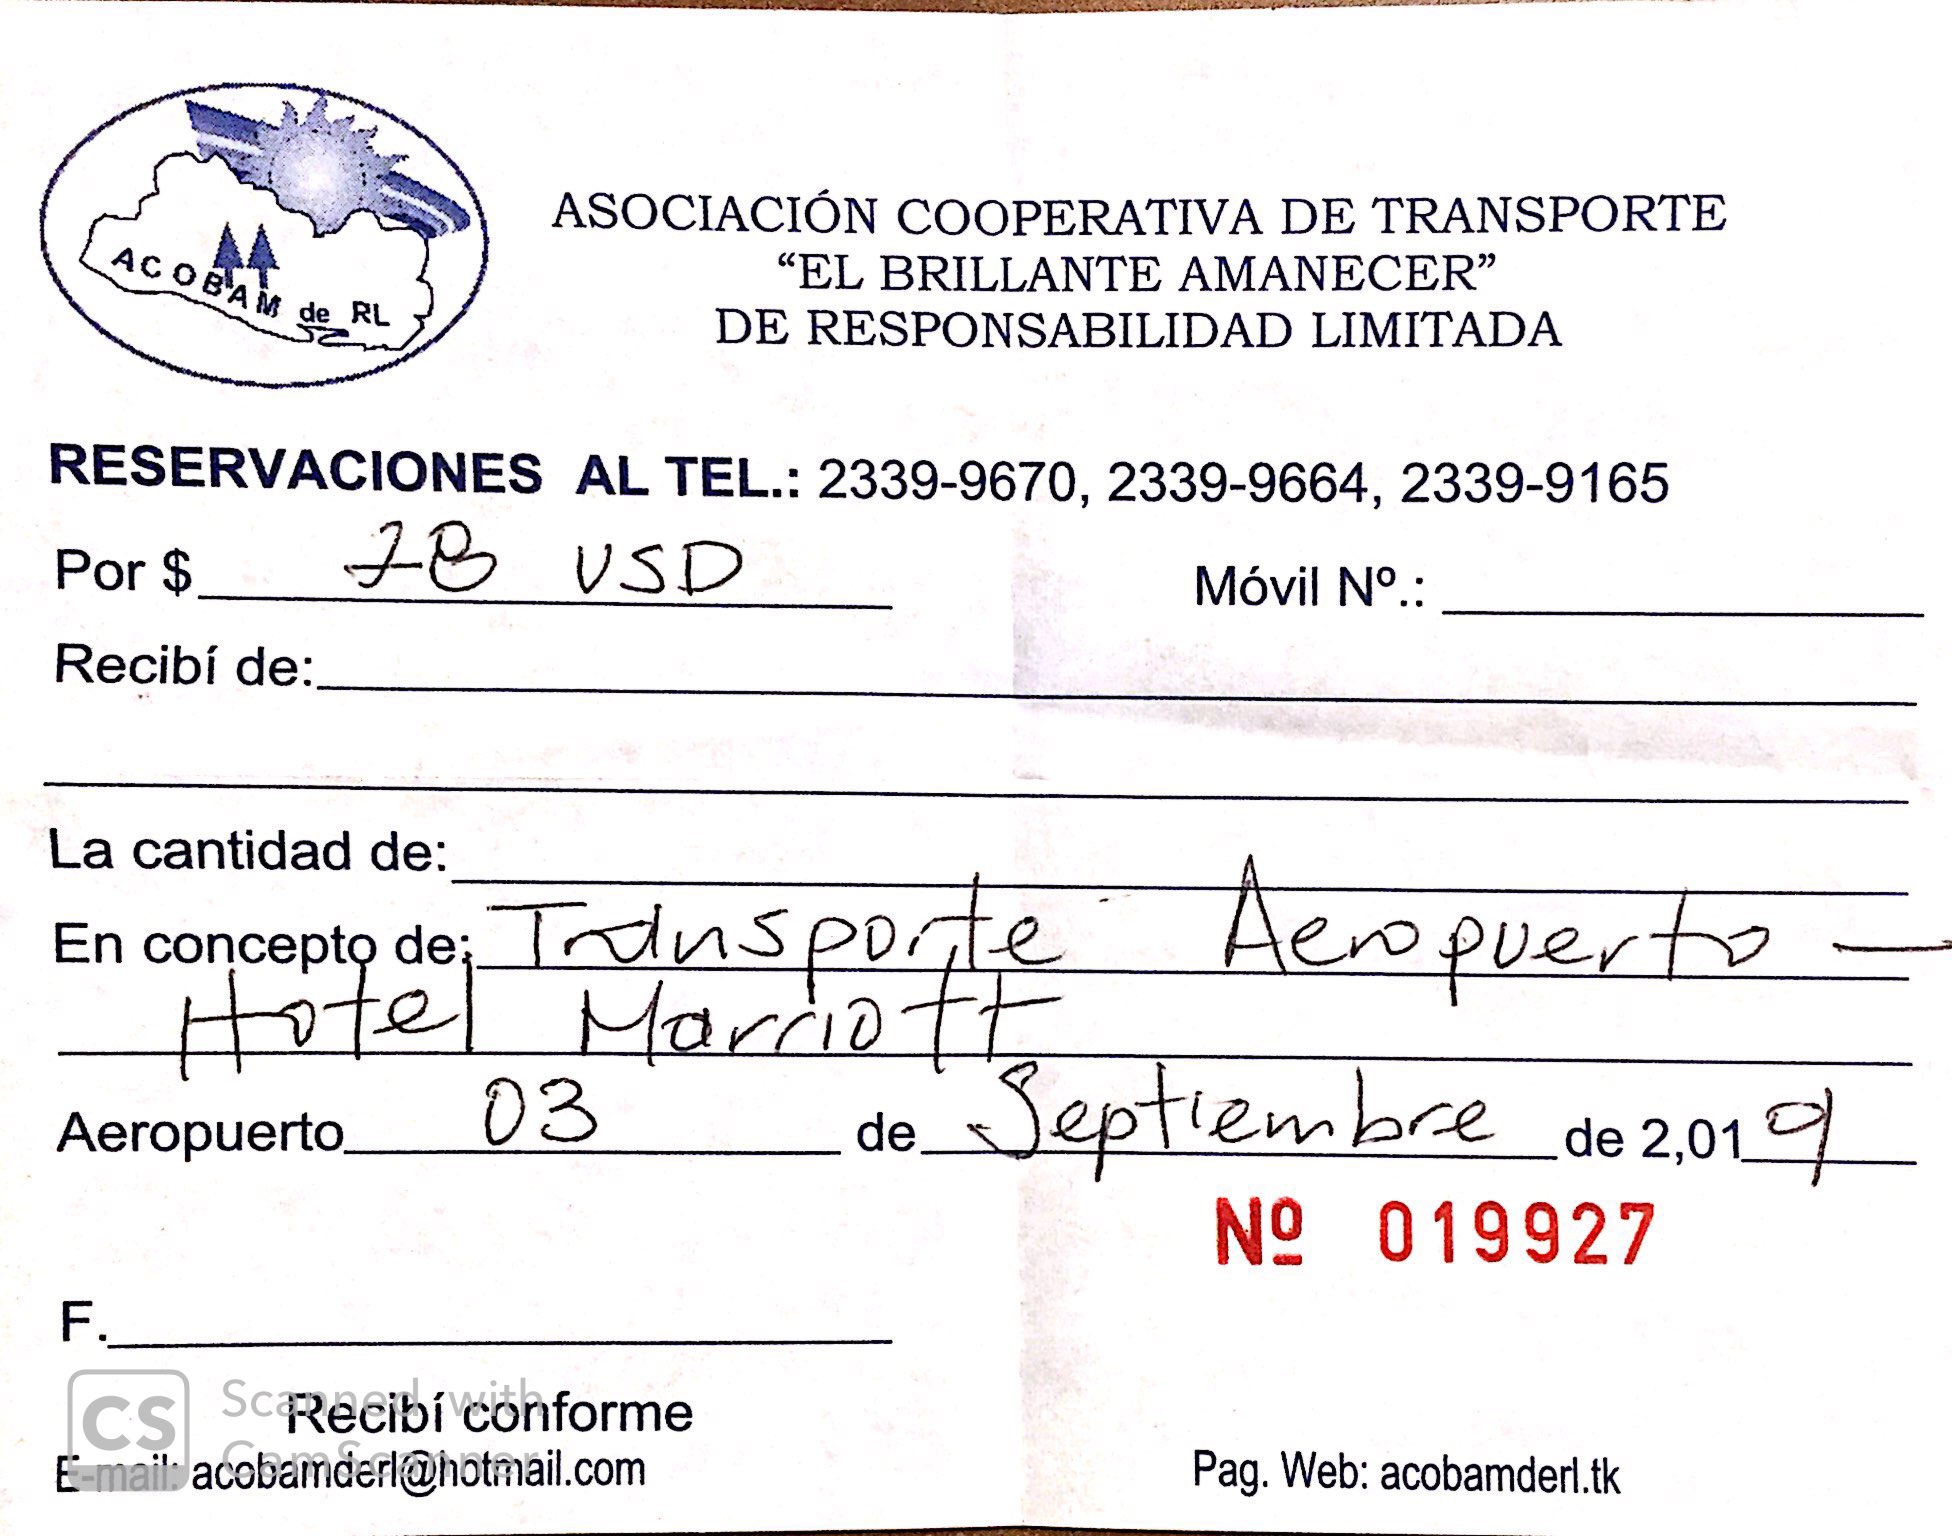 ACOBAM de RL
ASOCIACIÓN COOPERATIVA DE TRANSPORTE
“EL BRILLANTE AMANECER”
DE RESPONSABILIDAD LIMITADA
RESERVACIONES AL TEL.: 2339-9670, 2339-9664, 2339-9165
Por $ 28 USD Móvil Nº.:
Recibí de:
La cantidad de:
En concepto de: Transporte Aeropuerto —
Hotel Marriott
Aeropuerto 03 de Septiembre de 2,019
Nº 019927
F.
Recibí conforme
E-mail: acobamderl@hotmail.com Pag. Web: acobamderl.tk
CS Scanned with
CamScanner